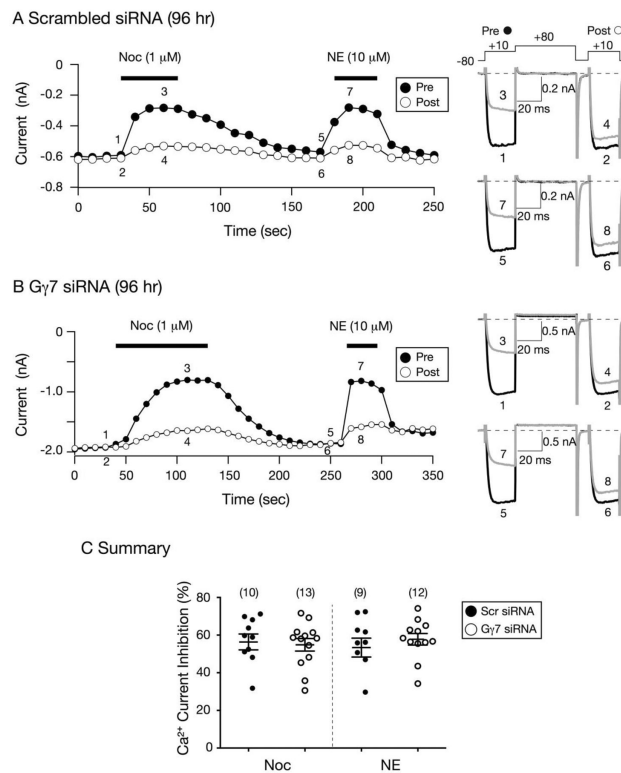 A Scrambled siRNA (96 hr)
Noc (1 μM)
NE (10 μM)
0
-0.2
-0.4
-0.6
-0.8
Current (nA)
1
2
3
4
5
6
7
8
Pre
Post
0 50 100 150 200 250
Time (sec)
Pre
Post
-80
+10
+80
+10
3
0.2 nA
20 ms
1
4
2
7
0.2 nA
20 ms
5
8
6
B Gγ7 siRNA (96 hr)
Noc (1 μM)
NE (10 μM)
0
-1.0
-2.0
Current (nA)
1
2
3
4
5
6
7
8
Pre
Post
0 50 100 150 200 250 300 350
Time (sec)
3
0.5 nA
20 ms
1
4
2
7
0.5 nA
20 ms
5
8
6
C Summary
(10) (13) (9) (12)
80
60
40
20
0
Ca²⁺ Current Inhibition (%)
Scr siRNA
Gγ7 siRNA
Noc
NE